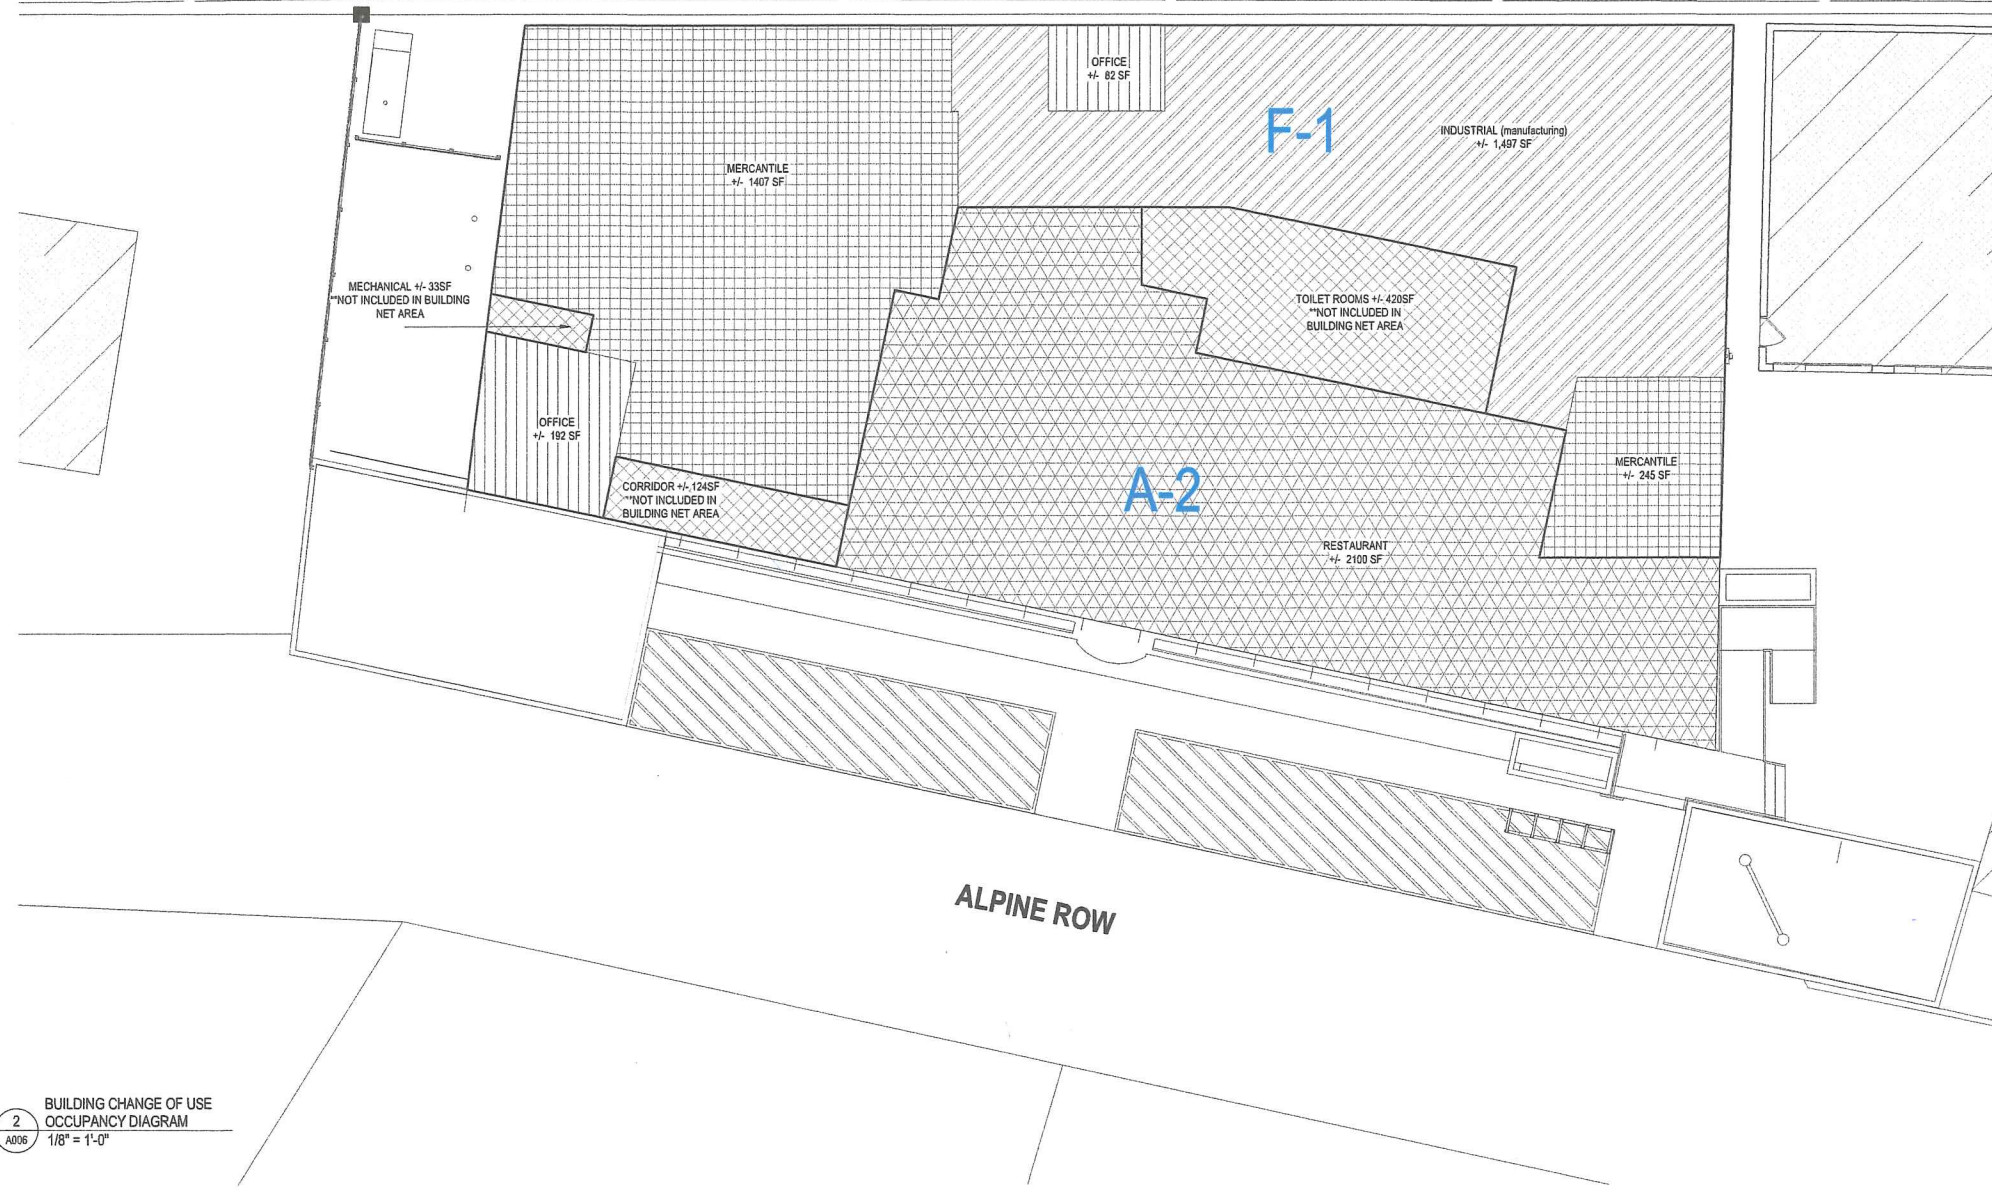 OFFICE
+/- 82 SF
F-1
INDUSTRIAL (manufacturing)
+/- 1,497 SF
MERCANTILE
+/- 1407 SF
MECHANICAL +/- 33SF
**NOT INCLUDED IN BUILDING
NET AREA
TOILET ROOMS +/- 420SF
**NOT INCLUDED IN
BUILDING NET AREA
OFFICE
+/- 192 SF
CORRIDOR +/- 124SF
**NOT INCLUDED IN
BUILDING NET AREA
A-2
MERCANTILE
+/- 245 SF
RESTAURANT
+/- 2100 SF
ALPINE ROW
2
A006
BUILDING CHANGE OF USE
OCCUPANCY DIAGRAM
1/8" = 1'-0"